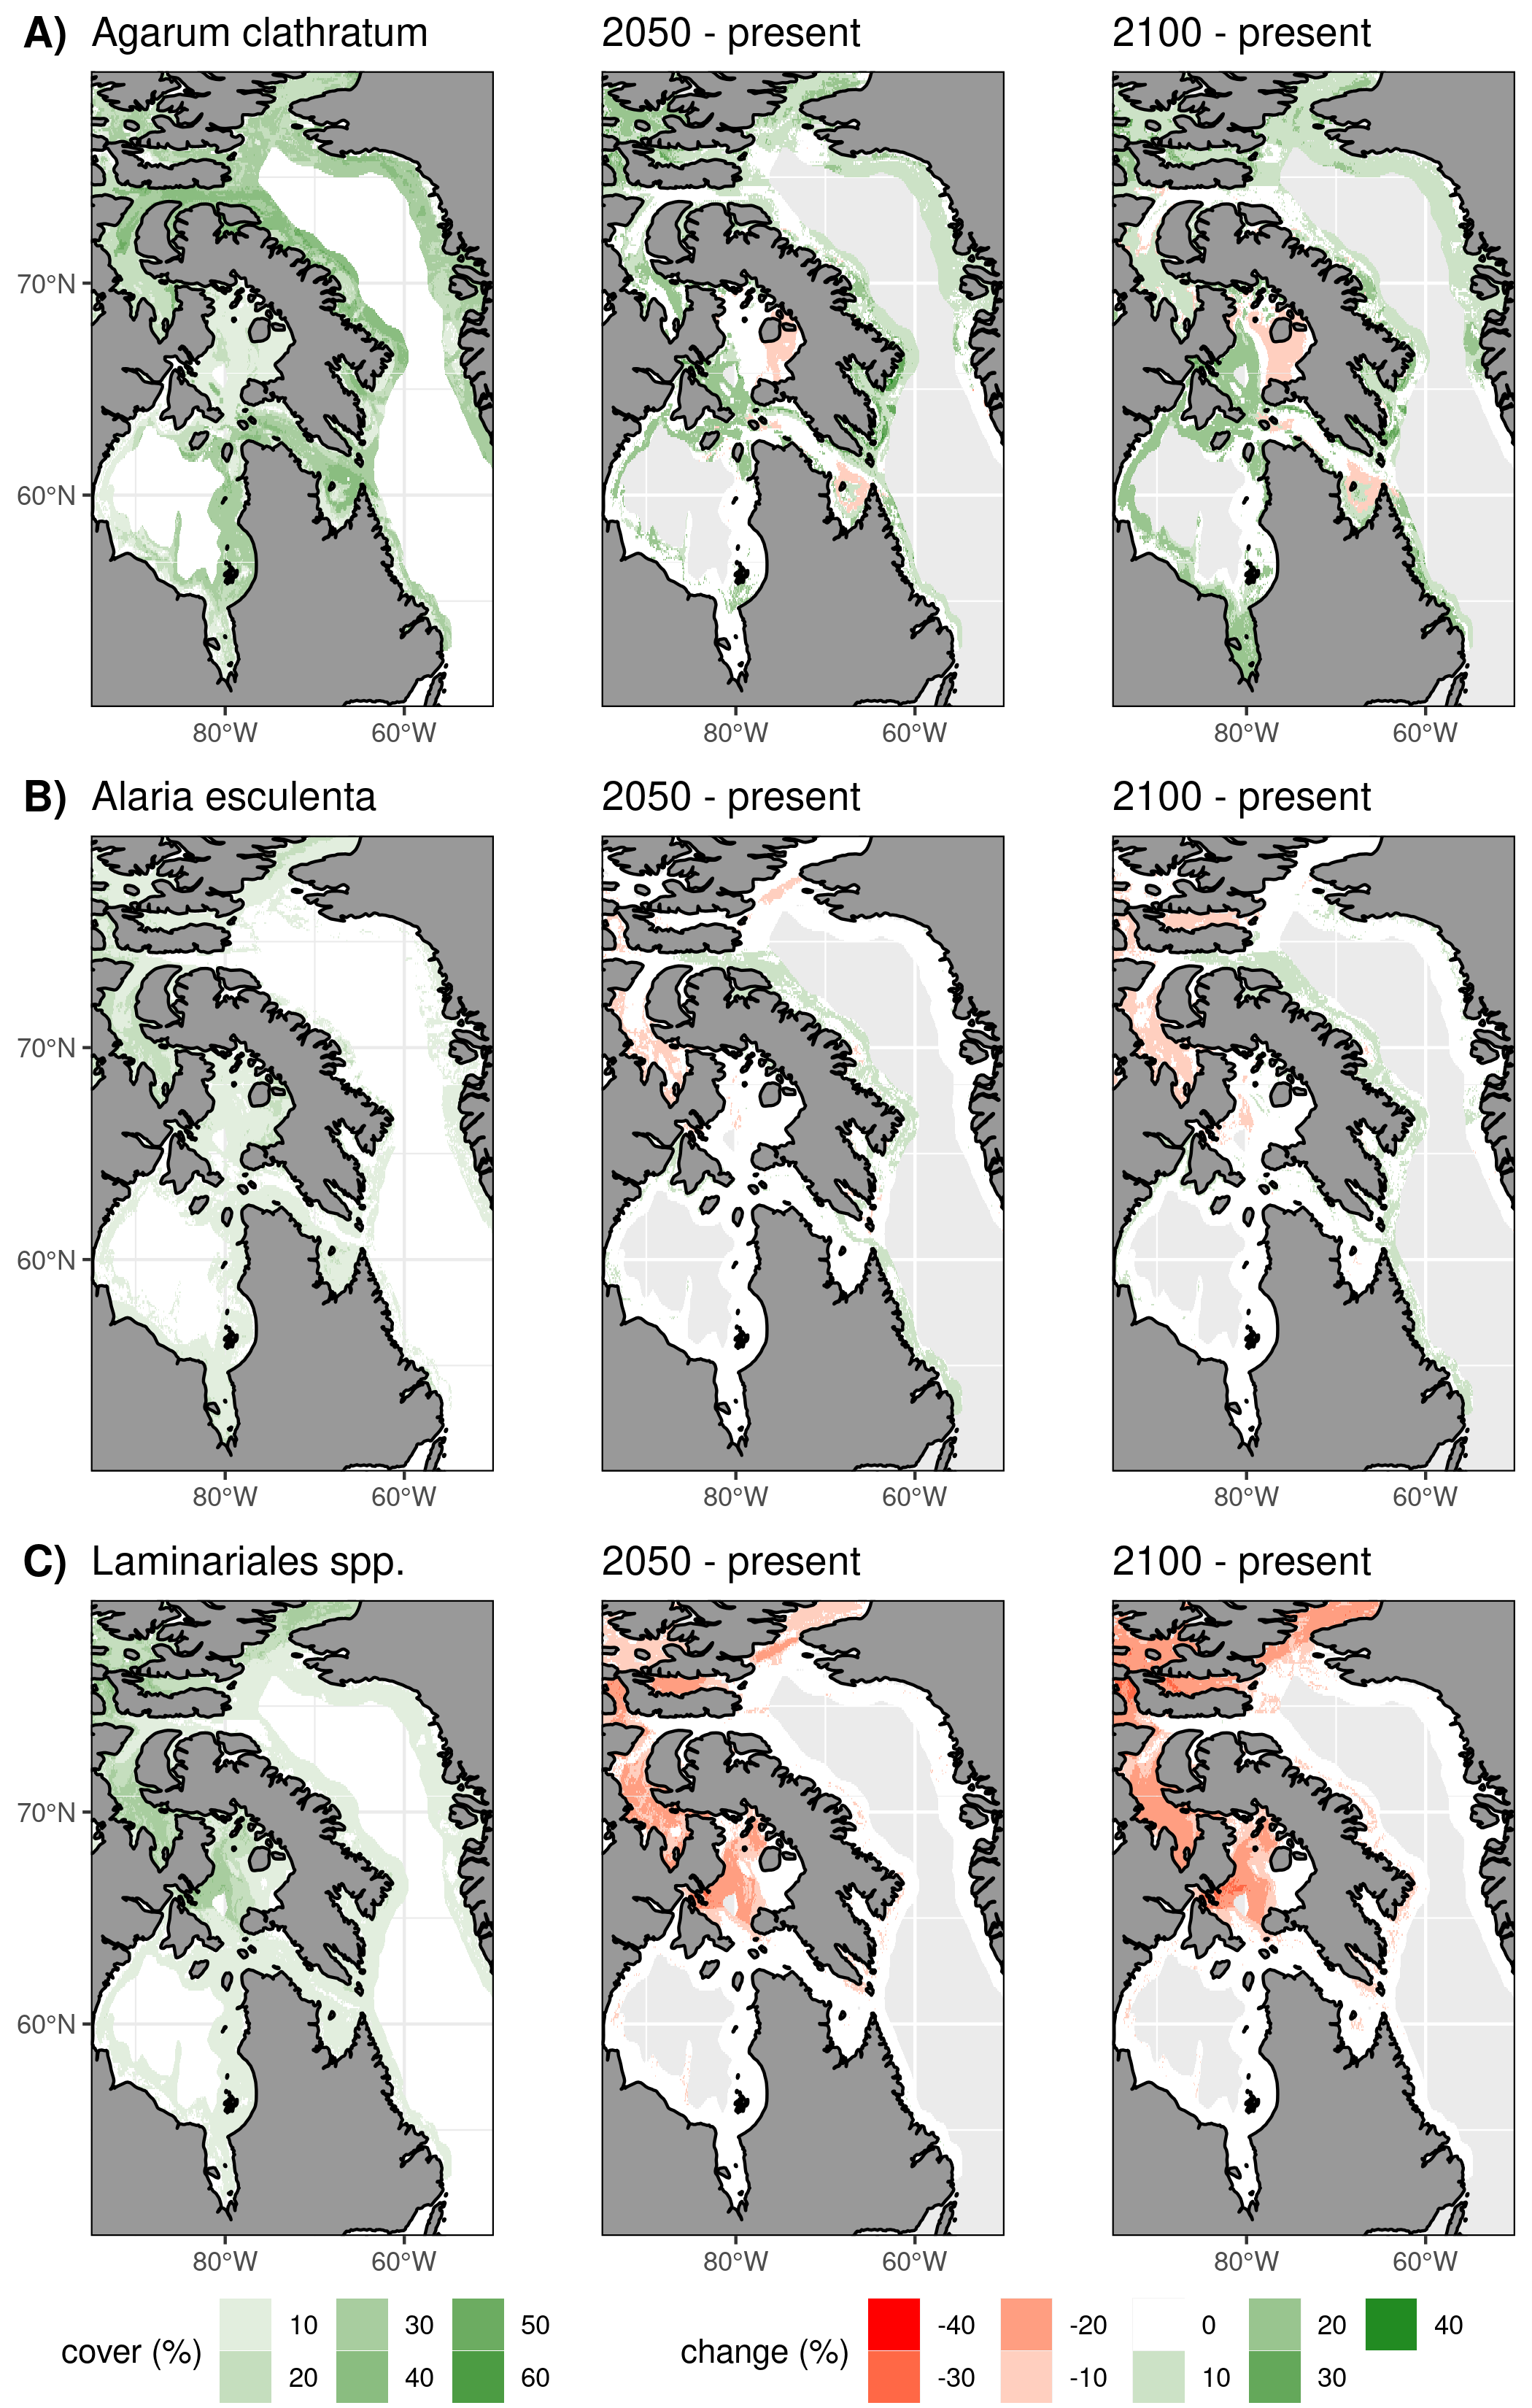 A) Agarum clathratum 2050 - present 2100 - present
70°N
60°N
80°W 60°W 80°W 60°W 80°W 60°W
B) Alaria esculenta 2050 - present 2100 - present
70°N
60°N
80°W 60°W 80°W 60°W 80°W 60°W
C) Laminariales spp. 2050 - present 2100 - present
70°N
60°N
80°W 60°W 80°W 60°W 80°W 60°W
cover (%) 10 30 50
20 40 60
change (%) -40 -20 0 20 40
-30 -10 10 30